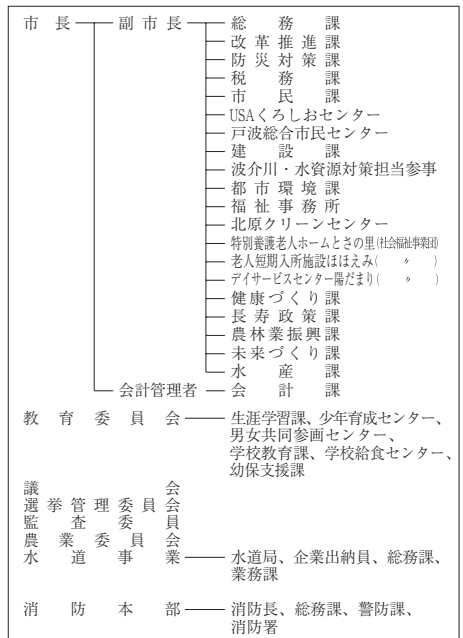 市長 副市長 総務課
改革推進課
防災対策課
税務課
市民課
USAくろしおセンター
戸波総合市民センター
建設課
波介川・水資源対策担当参事
都市環境課
福祉事務所
北原クリーンセンター
特別養護老人ホームとさの里(社会福祉事業団)
老人短期入所施設ほほえみ( 〃 )
デイサービスセンター陽だまり( 〃 )
健康づくり課
長寿政策課
農林業振興課
未来づくり課
水産課
会計管理者 会計課
教育委員会 生涯学習課、少年育成センター、
男女共同参画センター、
学校教育課、学校給食センター、
幼保支援課
議会
選挙管理委員会
監査委員
農業委員会
水道事業 水道局、企業出納員、総務課、
業務課
消防本部 消防長、総務課、警防課、
消防署